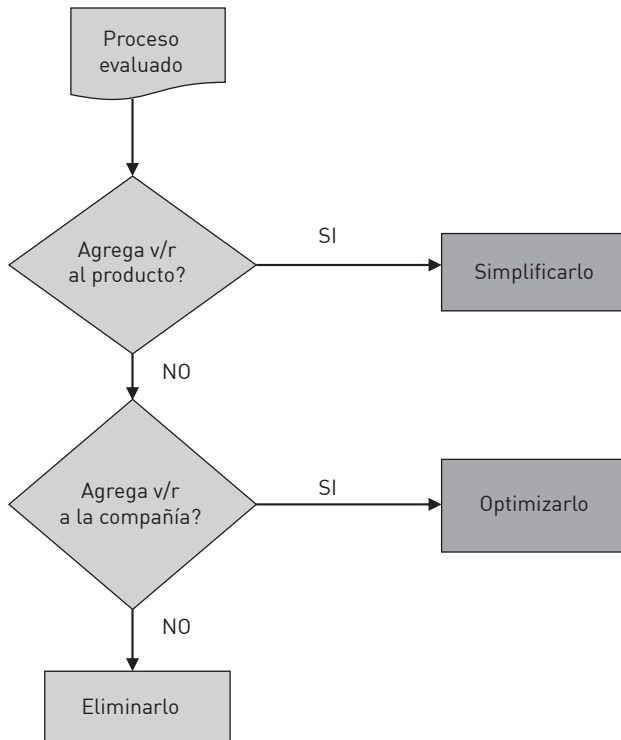 Proceso
evaluado
Agrega v/r
al producto?
SI
Simplificarlo
NO
Agrega v/r
a la compañía?
SI
Optimizarlo
NO
Eliminarlo